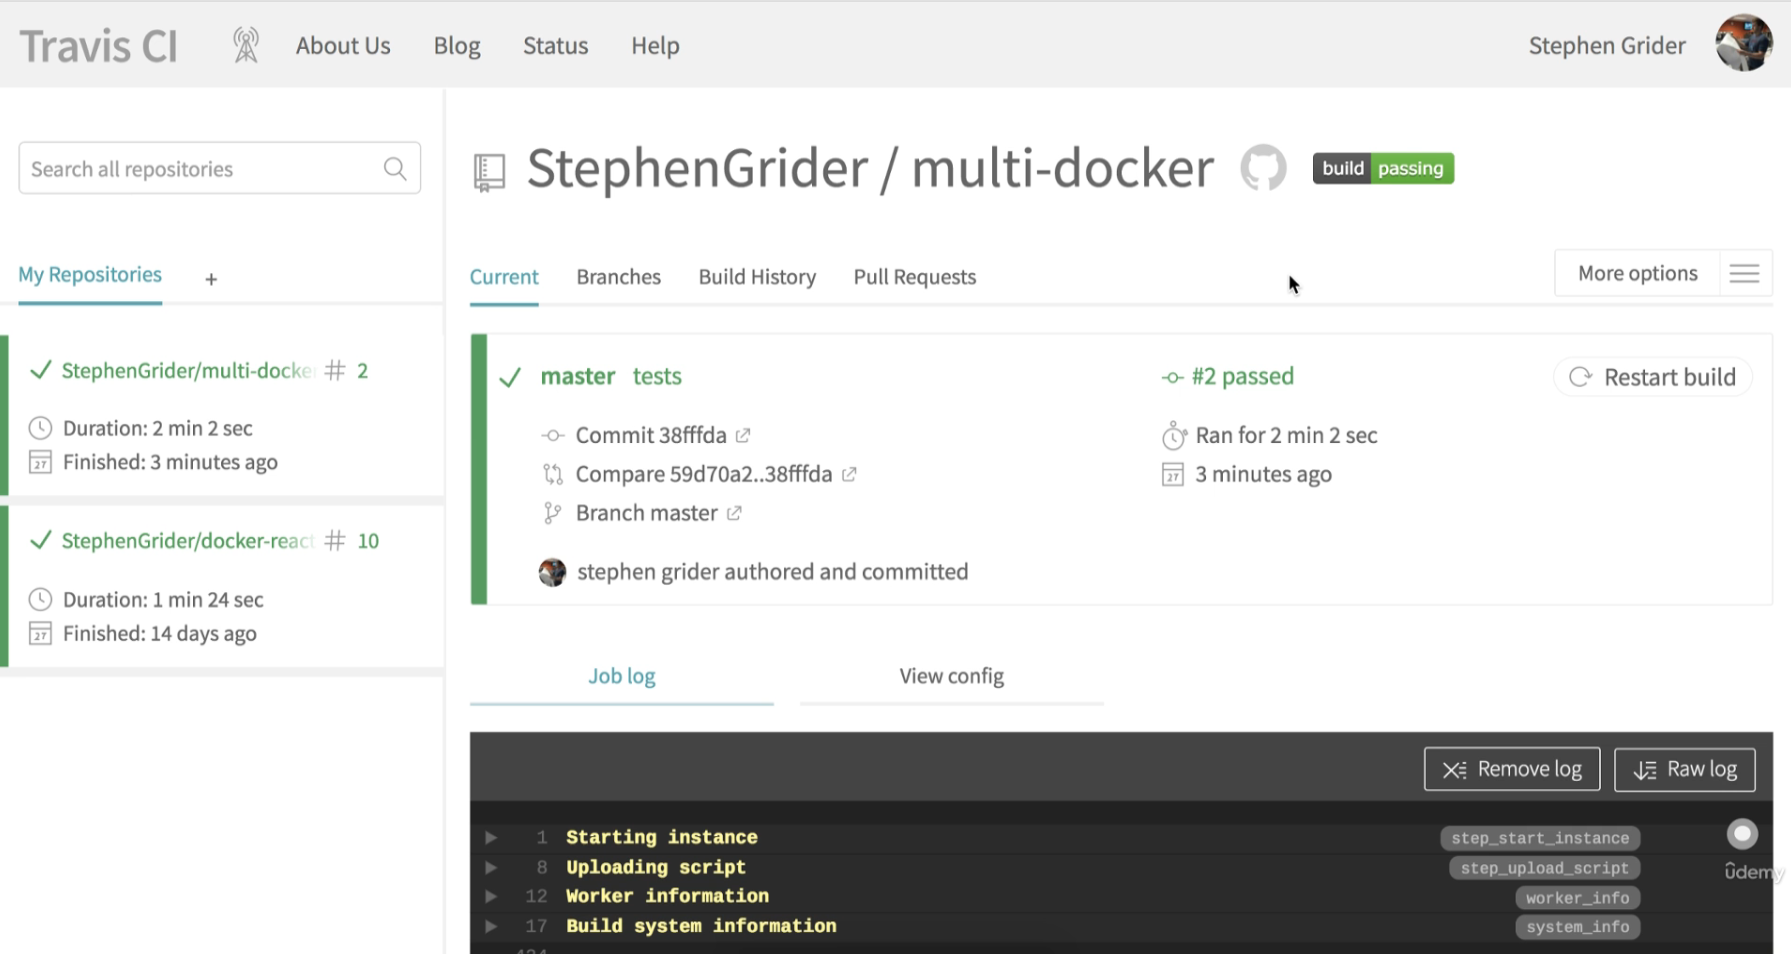 Travis CI
About Us
Blog
Status
Help
Stephen Grider
Search all repositories
My Repositories
+
StephenGrider/multi-docke # 2
Duration: 2 min 2 sec
27 Finished: 3 minutes ago
StephenGrider/docker-react # 10
Duration: 1 min 24 sec
27 Finished: 14 days ago
StephenGrider / multi-docker
build passing
Current
Branches
Build History
Pull Requests
More options
master tests
Commit 38fffda
Compare 59d70a2..38fffda
Branch master
stephen grider authored and committed
#2 passed
Ran for 2 min 2 sec
27 3 minutes ago
Restart build
Job log
View config
Remove log
Raw log
1 Starting instance step_start_instance
8 Uploading script step_upload_script
12 Worker information worker_info
17 Build system information system_info
ûdemy